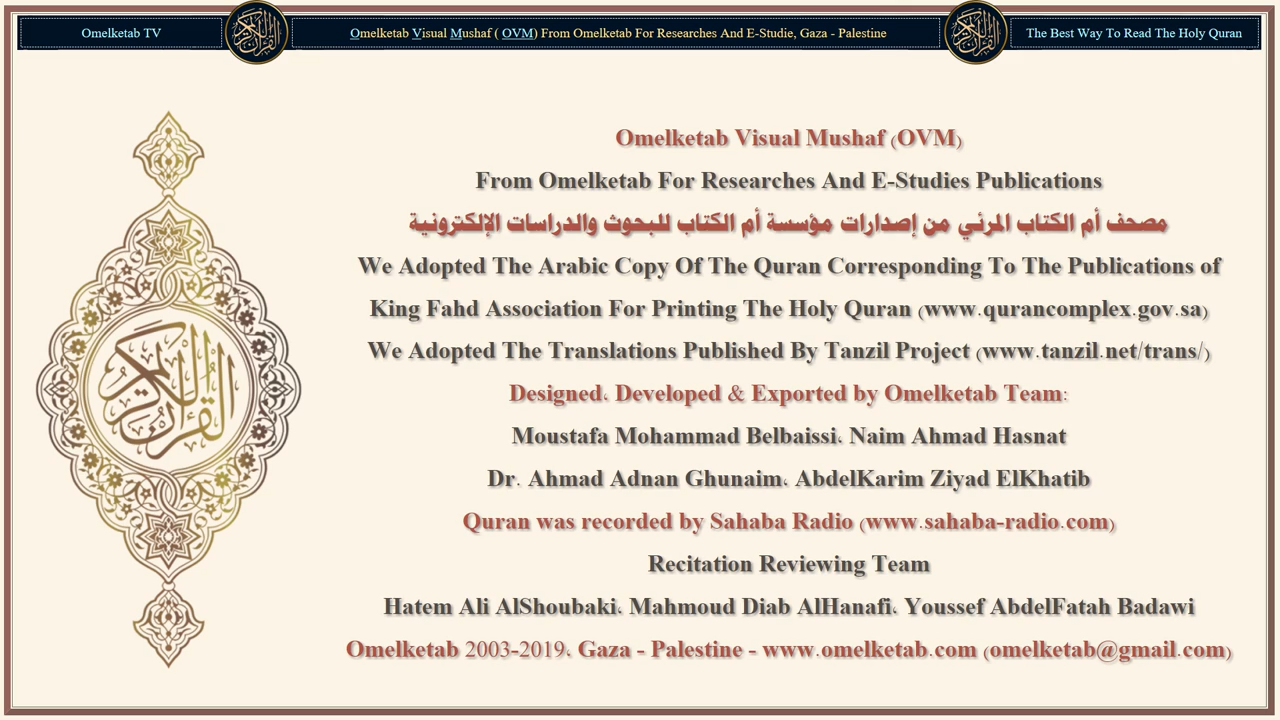 Omelketab TV
Omelketab Visual Mushaf ( OVM) From Omelketab For Researches And E-Studie, Gaza - Palestine
The Best Way To Read The Holy Quran
Omelketab Visual Mushaf (OVM)
From Omelketab For Researches And E-Studies Publications
مصحف أم الكتاب المرئي من إصدارات مؤسسة أم الكتاب للبحوث والدراسات الإلكترونية
We Adopted The Arabic Copy Of The Quran Corresponding To The Publications of
King Fahd Association For Printing The Holy Quran (www.qurancomplex.gov.sa)
We Adopted The Translations Published By Tanzil Project (www.tanzil.net/trans/)
Designed، Developed & Exported by Omelketab Team:
Moustafa Mohammad Belbaissi، Naim Ahmad Hasnat
Dr. Ahmad Adnan Ghunaim، AbdelKarim Ziyad ElKhatib
Quran was recorded by Sahaba Radio (www.sahaba-radio.com)
Recitation Reviewing Team
Hatem Ali AlShoubaki، Mahmoud Diab AlHanafi، Youssef AbdelFatah Badawi
Omelketab 2003-2019، Gaza - Palestine - www.omelketab.com (omelketab@gmail.com)
القرآن الكريم